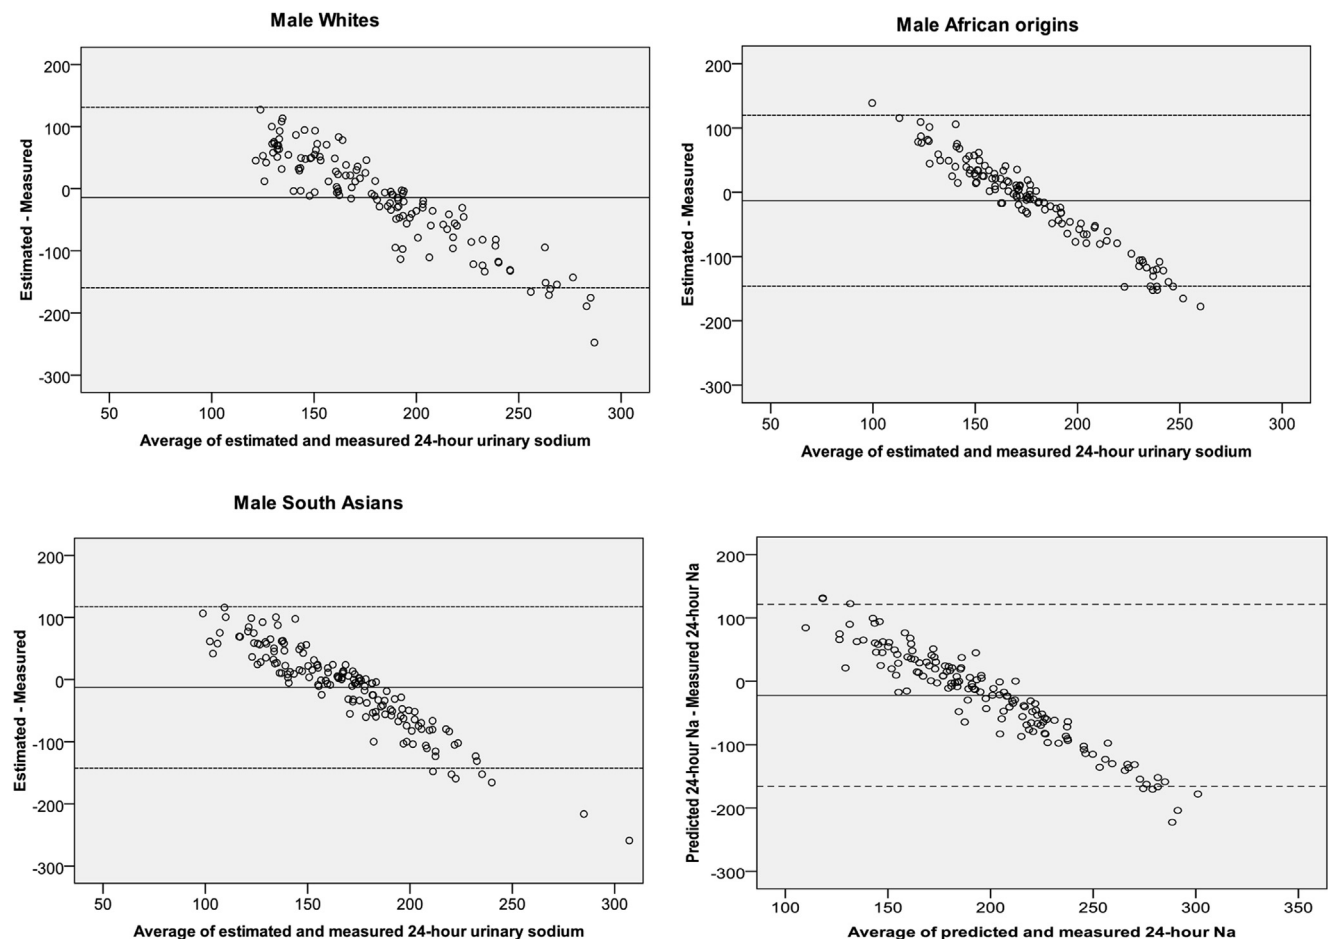 Male Whites
200
100
0
-100
-200
-300
Estimated - Measured
50 100 150 200 250 300
Average of estimated and measured 24-hour urinary sodium
Male African origins
200
100
0
-100
-200
-300
Estimated - Measured
50 100 150 200 250 300
Average of estimated and measured 24-hour urinary sodium
Male South Asians
200
100
0
-100
-200
-300
Estimated - Measured
50 100 150 200 250 300
Average of estimated and measured 24-hour urinary sodium
200
100
0
-100
-200
-300
Predicted 24-hour Na - Measured 24-hour Na
100 150 200 250 300 350
Average of predicted and measured 24-hour Na